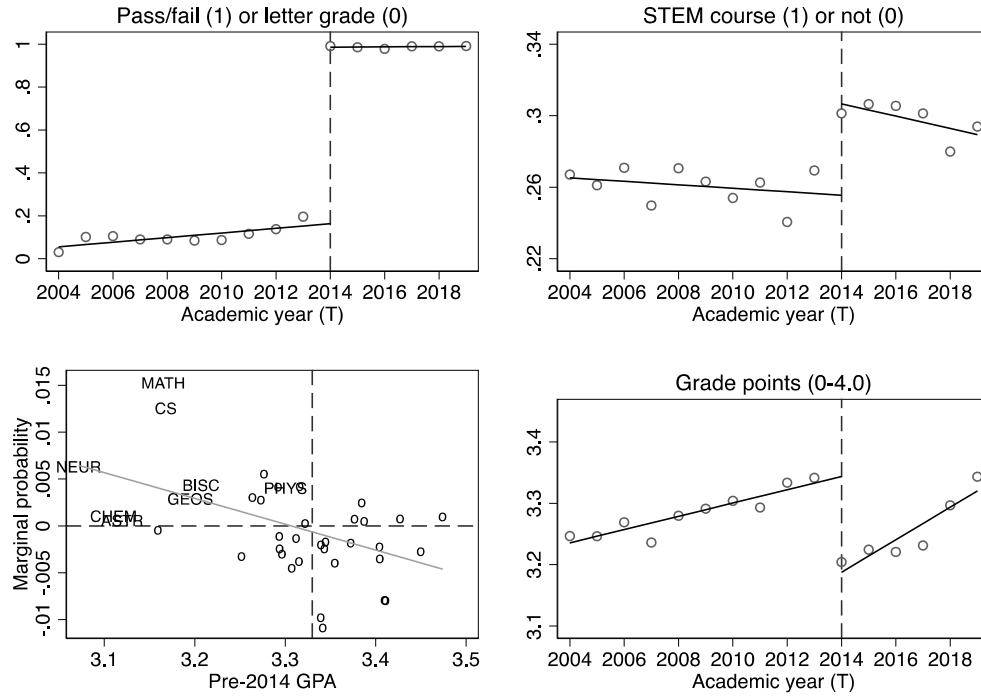 Pass/fail (1) or letter grade (0)
1
.8
.6
.4
.2
0
2004 2006 2008 2010 2012 2014 2016 2018
Academic year (T)
STEM course (1) or not (0)
.34
.3
.26
.22
2004 2006 2008 2010 2012 2014 2016 2018
Academic year (T)
Marginal probability
.015
.01
.005
0
-.005
-.01
MATH
CS
NEUR
BISC
PHYS
GEOS
CHEM
ASTR
3.1 3.2 3.3 3.4 3.5
Pre-2014 GPA
Grade points (0-4.0)
3.4
3.3
3.2
3.1
2004 2006 2008 2010 2012 2014 2016 2018
Academic year (T)